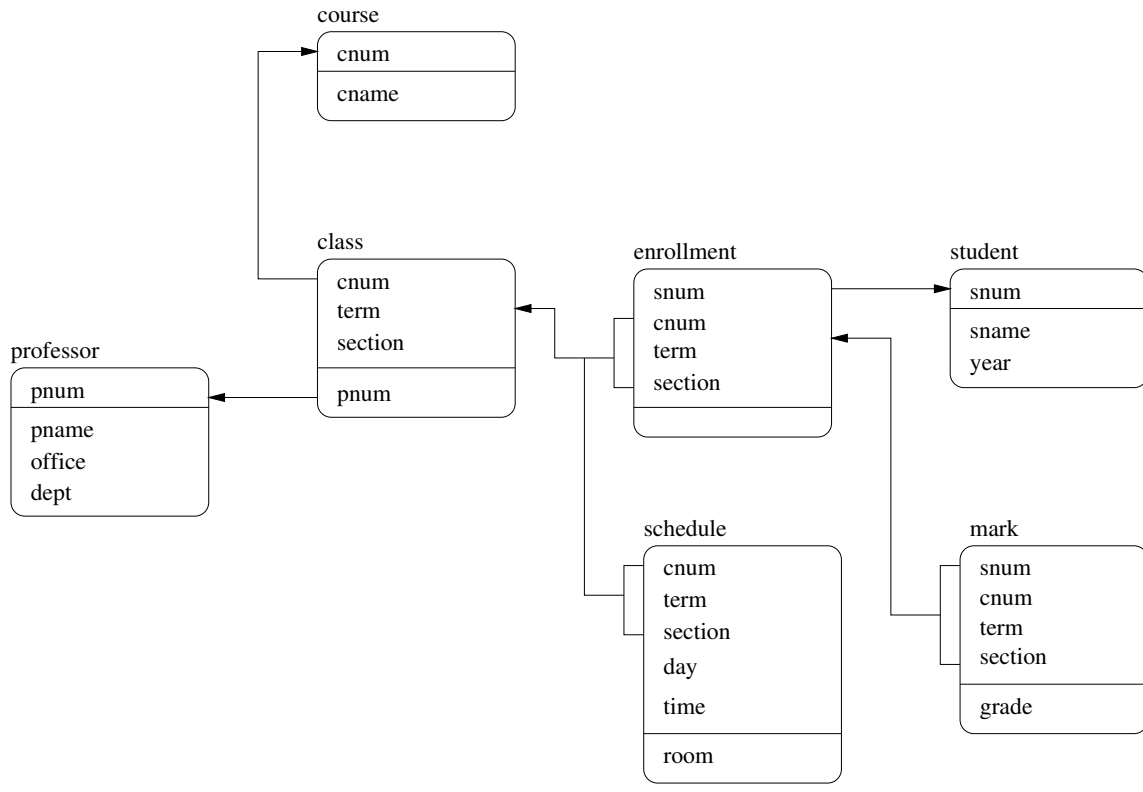 course
cnum
cname
class
cnum
term
section
pnum
professor
pnum
pname
office
dept
enrollment
snum
cnum
term
section
student
snum
sname
year
schedule
cnum
term
section
day
time
room
mark
snum
cnum
term
section
grade